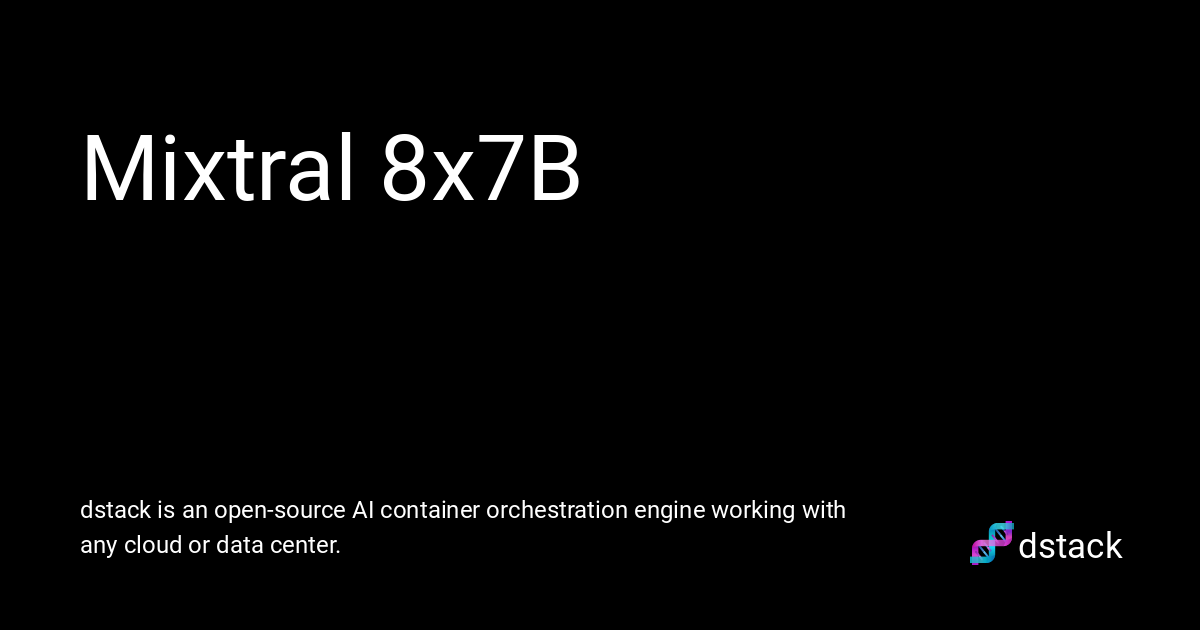 Mixtral 8x7B
dstack is an open-source AI container orchestration engine working with
any cloud or data center.
dstack